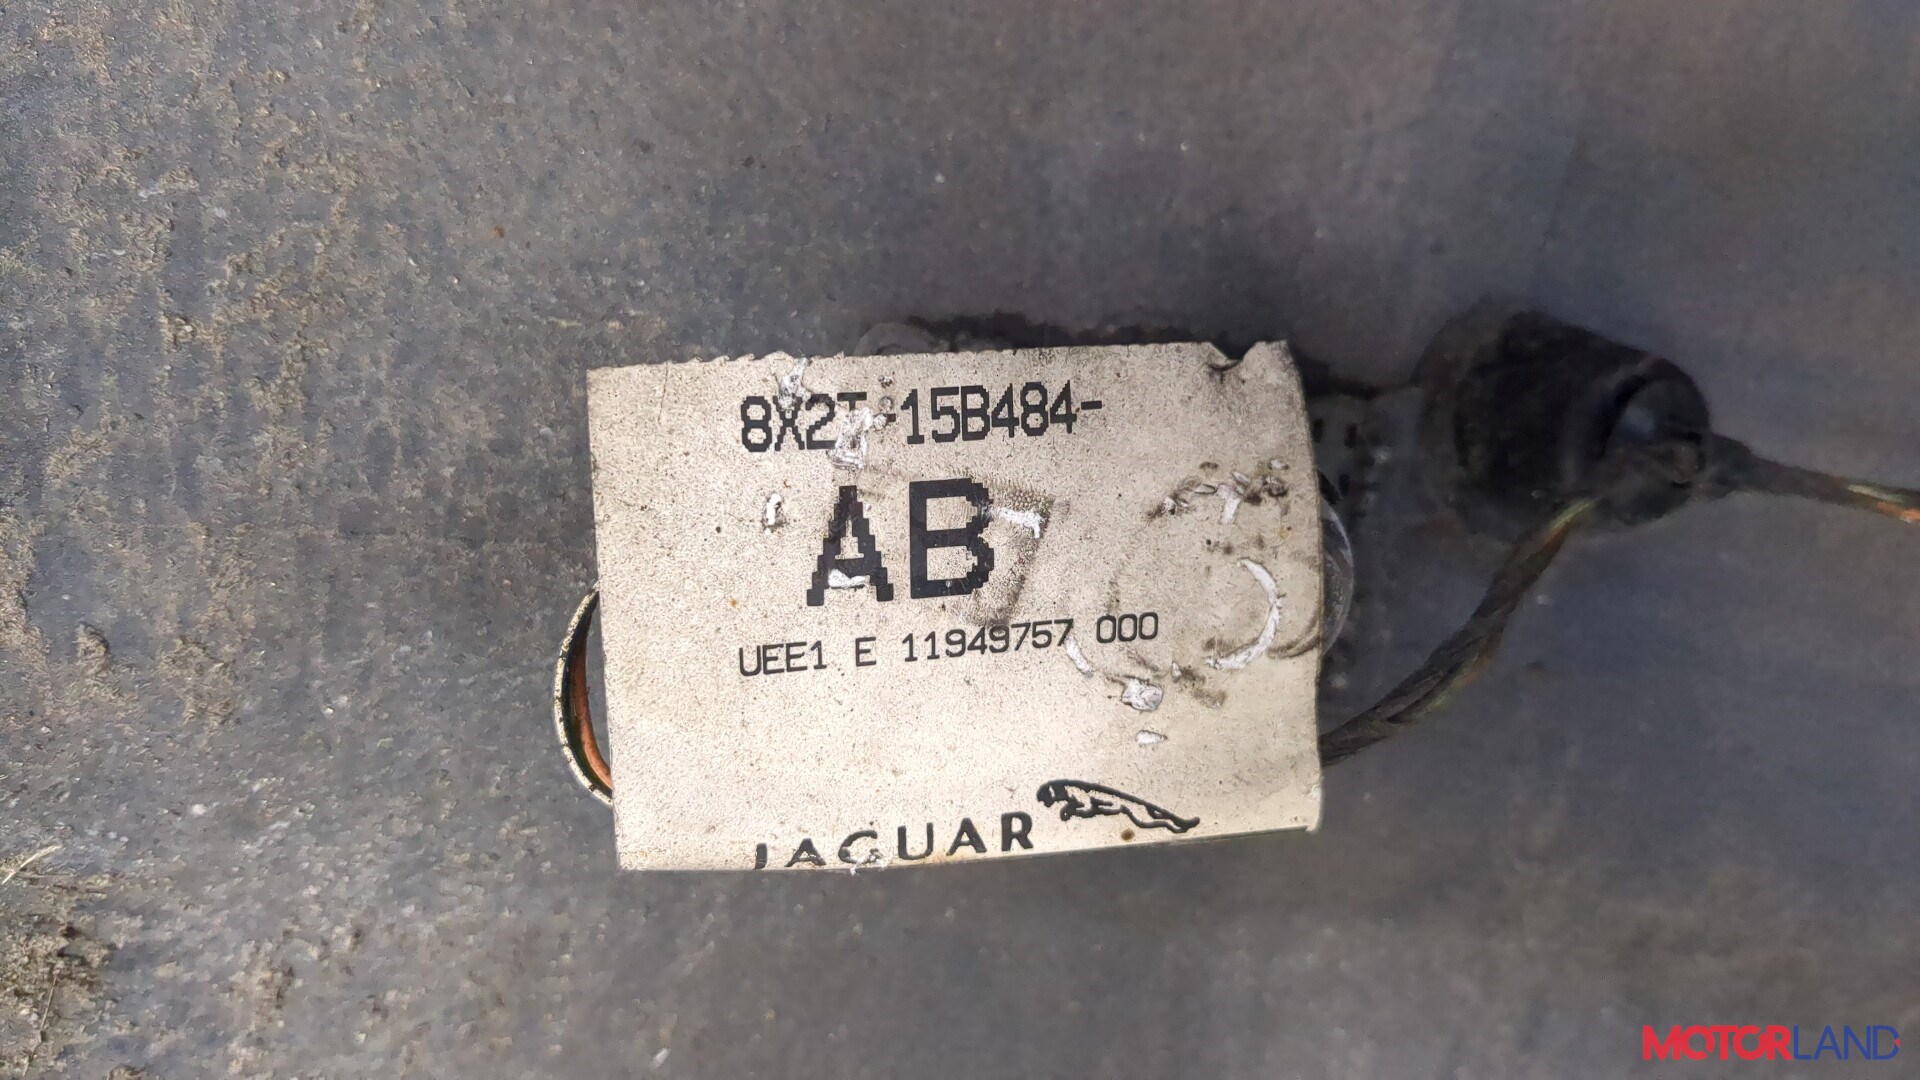 8X2T-15B484-
AB
UEE1 E 11949757 000
JAGUAR
MOTORLAND